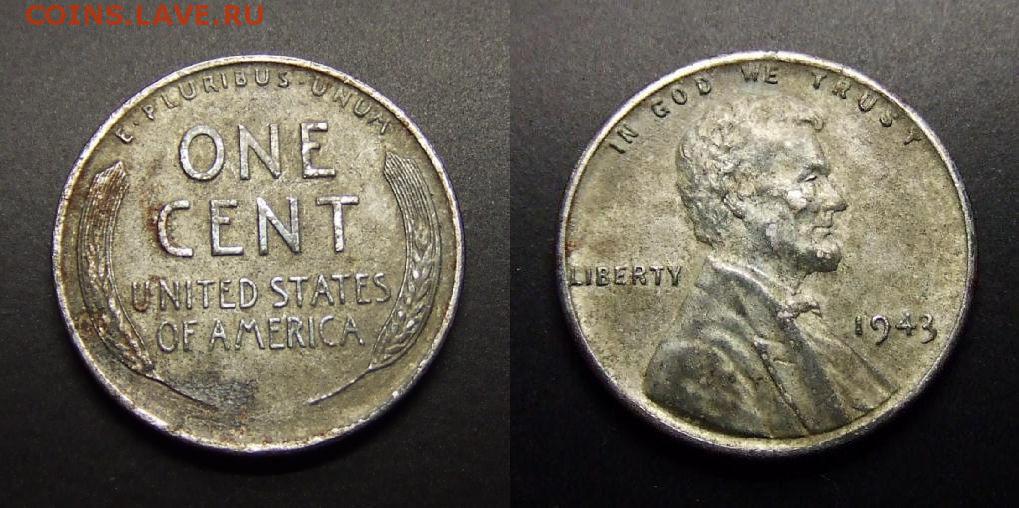 COINS.LAVE.RU
E·PLURIBUS·UNUM
ONE
CENT
UNITED STATES
OF AMERICA
IN GOD WE TRUST
LIBERTY
1943